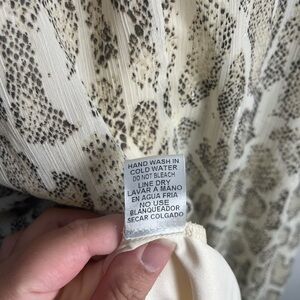 HAND WASH IN
COLD WATER
DO NOT BLEACH
LINE DRY
LAVAR A MANO
EN AGUA FRIA
NO USE
BLANQUEADOR
SECAR COLGADO